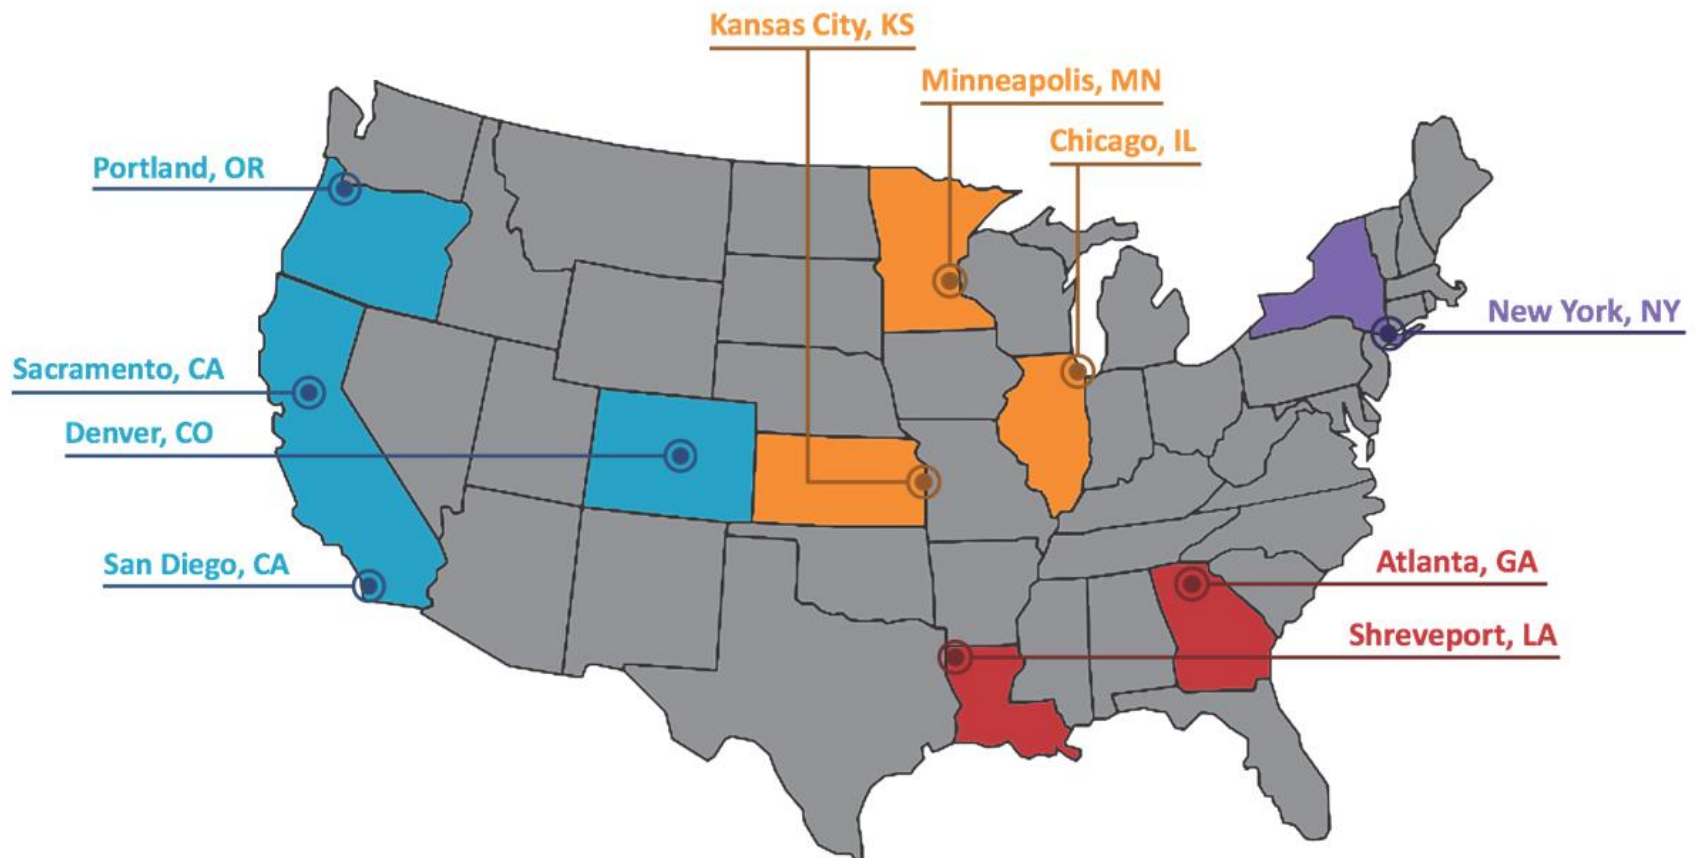 Kansas City, KS
Minneapolis, MN
Chicago, IL
Portland, OR
New York, NY
Sacramento, CA
Denver, CO
San Diego, CA
Atlanta, GA
Shreveport, LA